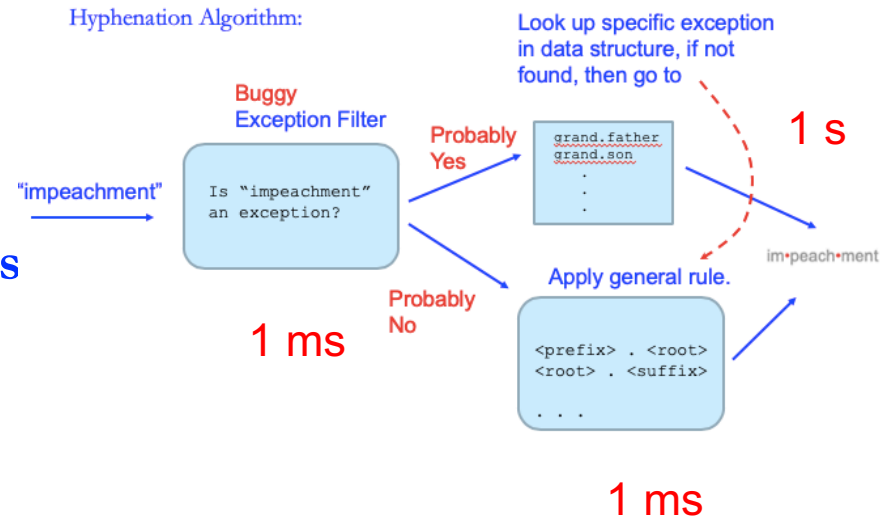 Hyphenation Algorithm:
Look up specific exception
in data structure, if not
found, then go to
Buggy
Exception Filter
1 s
Probably
Yes
grand.father
grand.son
.
.
.
"impeachment"
Is "impeachment"
an exception?
s
im•peach•ment
Apply general rule.
Probably
No
1 ms
<prefix> . <root>
<root> . <suffix>
. . .
1 ms